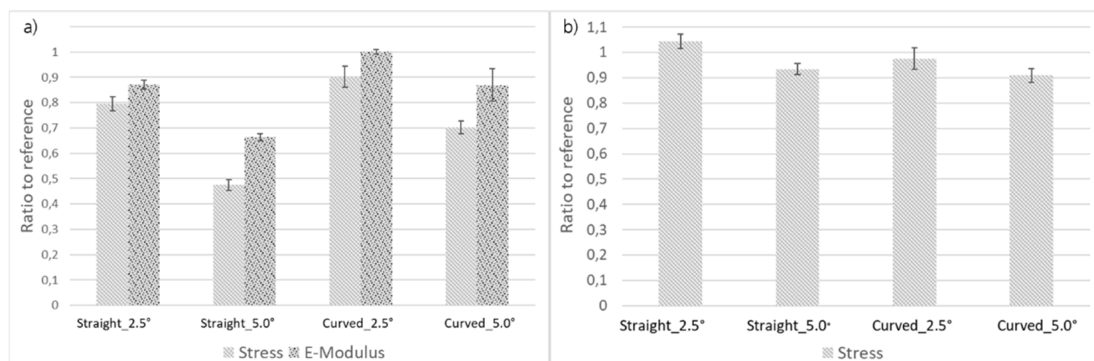 a)
Ratio to reference
1
0,9
0,8
0,7
0,6
0,5
0,4
0,3
0,2
0,1
0
Straight_2.5° Straight_5.0° Curved_2.5° Curved_5.0°
Stress E-Modulus
b)
Ratio to reference
1,1
1
0,9
0,8
0,7
0,6
0,5
0,4
0,3
0,2
0,1
0
Straight_2.5° Straight_5.0° Curved_2.5° Curved_5.0°
Stress